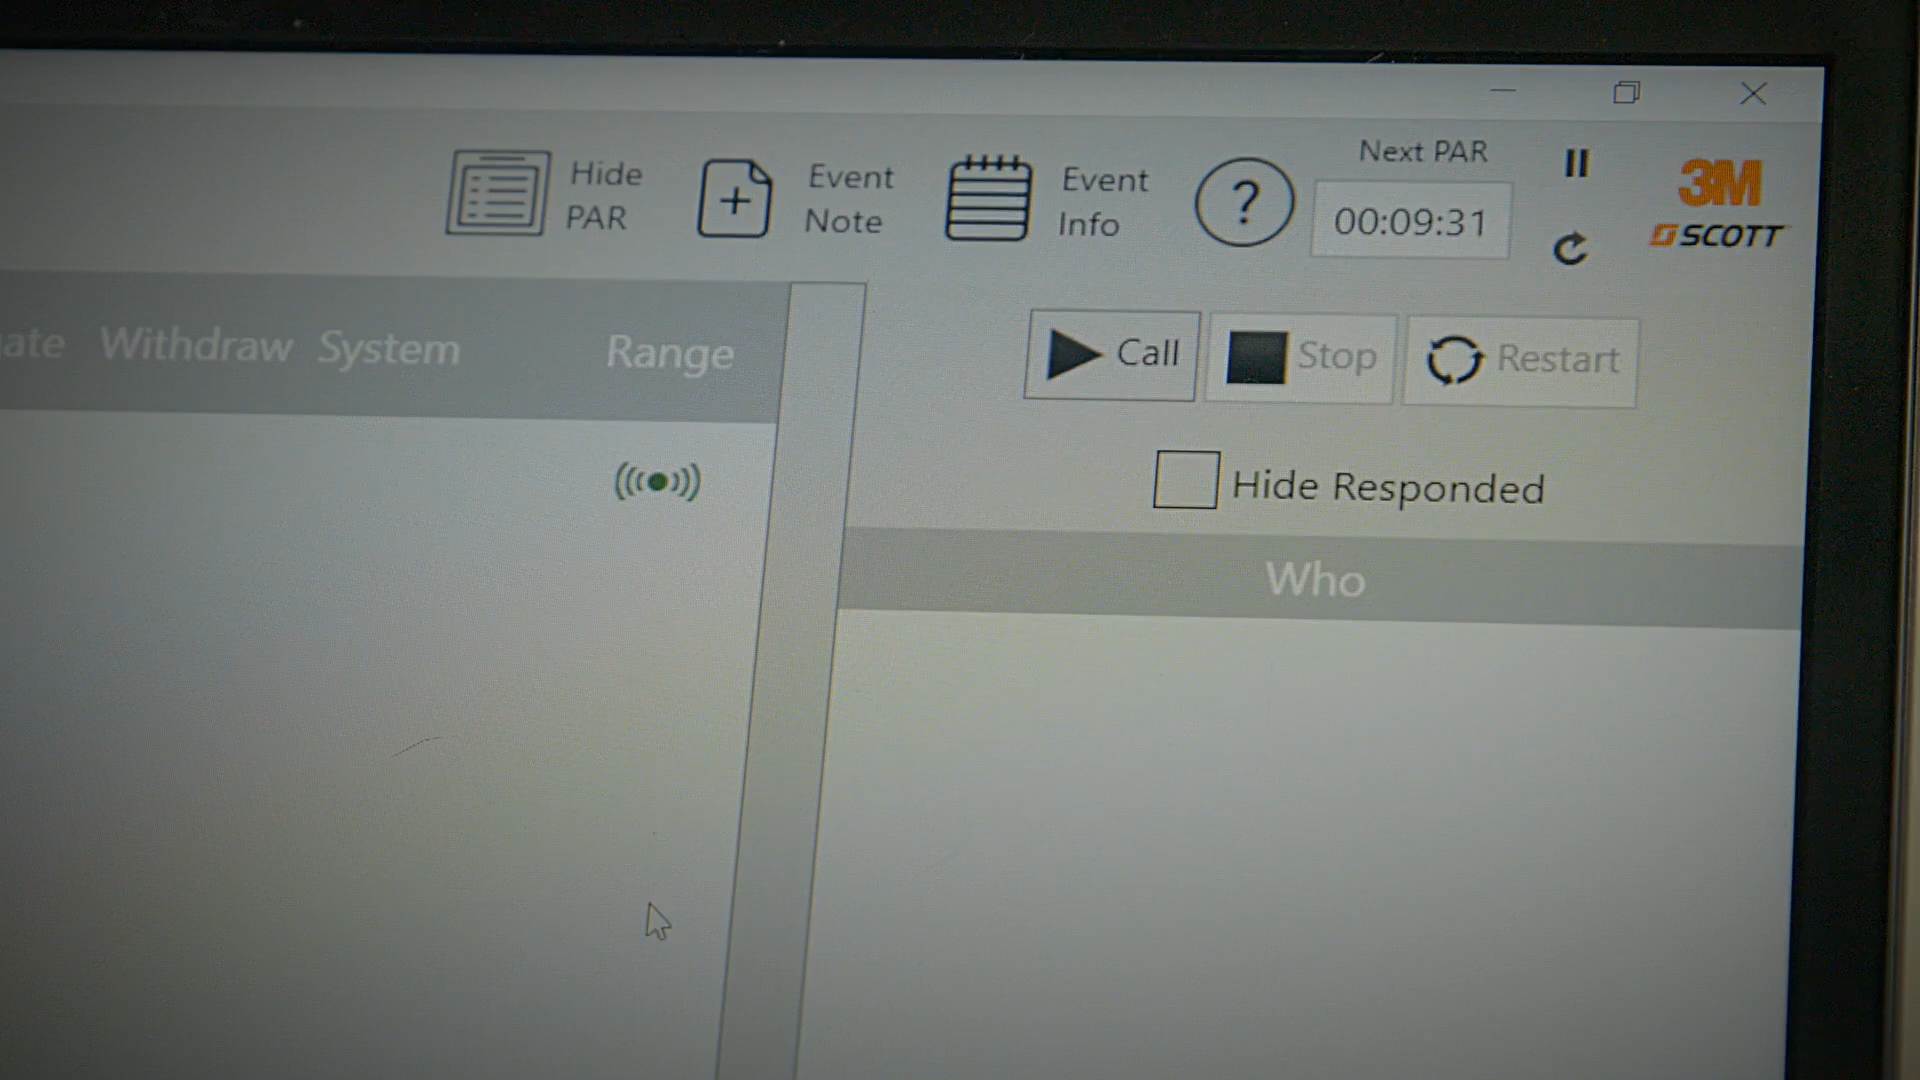 Hide
PAR
Event
Note
Event
Info
?
Next PAR
00:09:31
3M
SCOTT
Withdraw System Range
Call
Stop
Restart
Hide Responded
Who